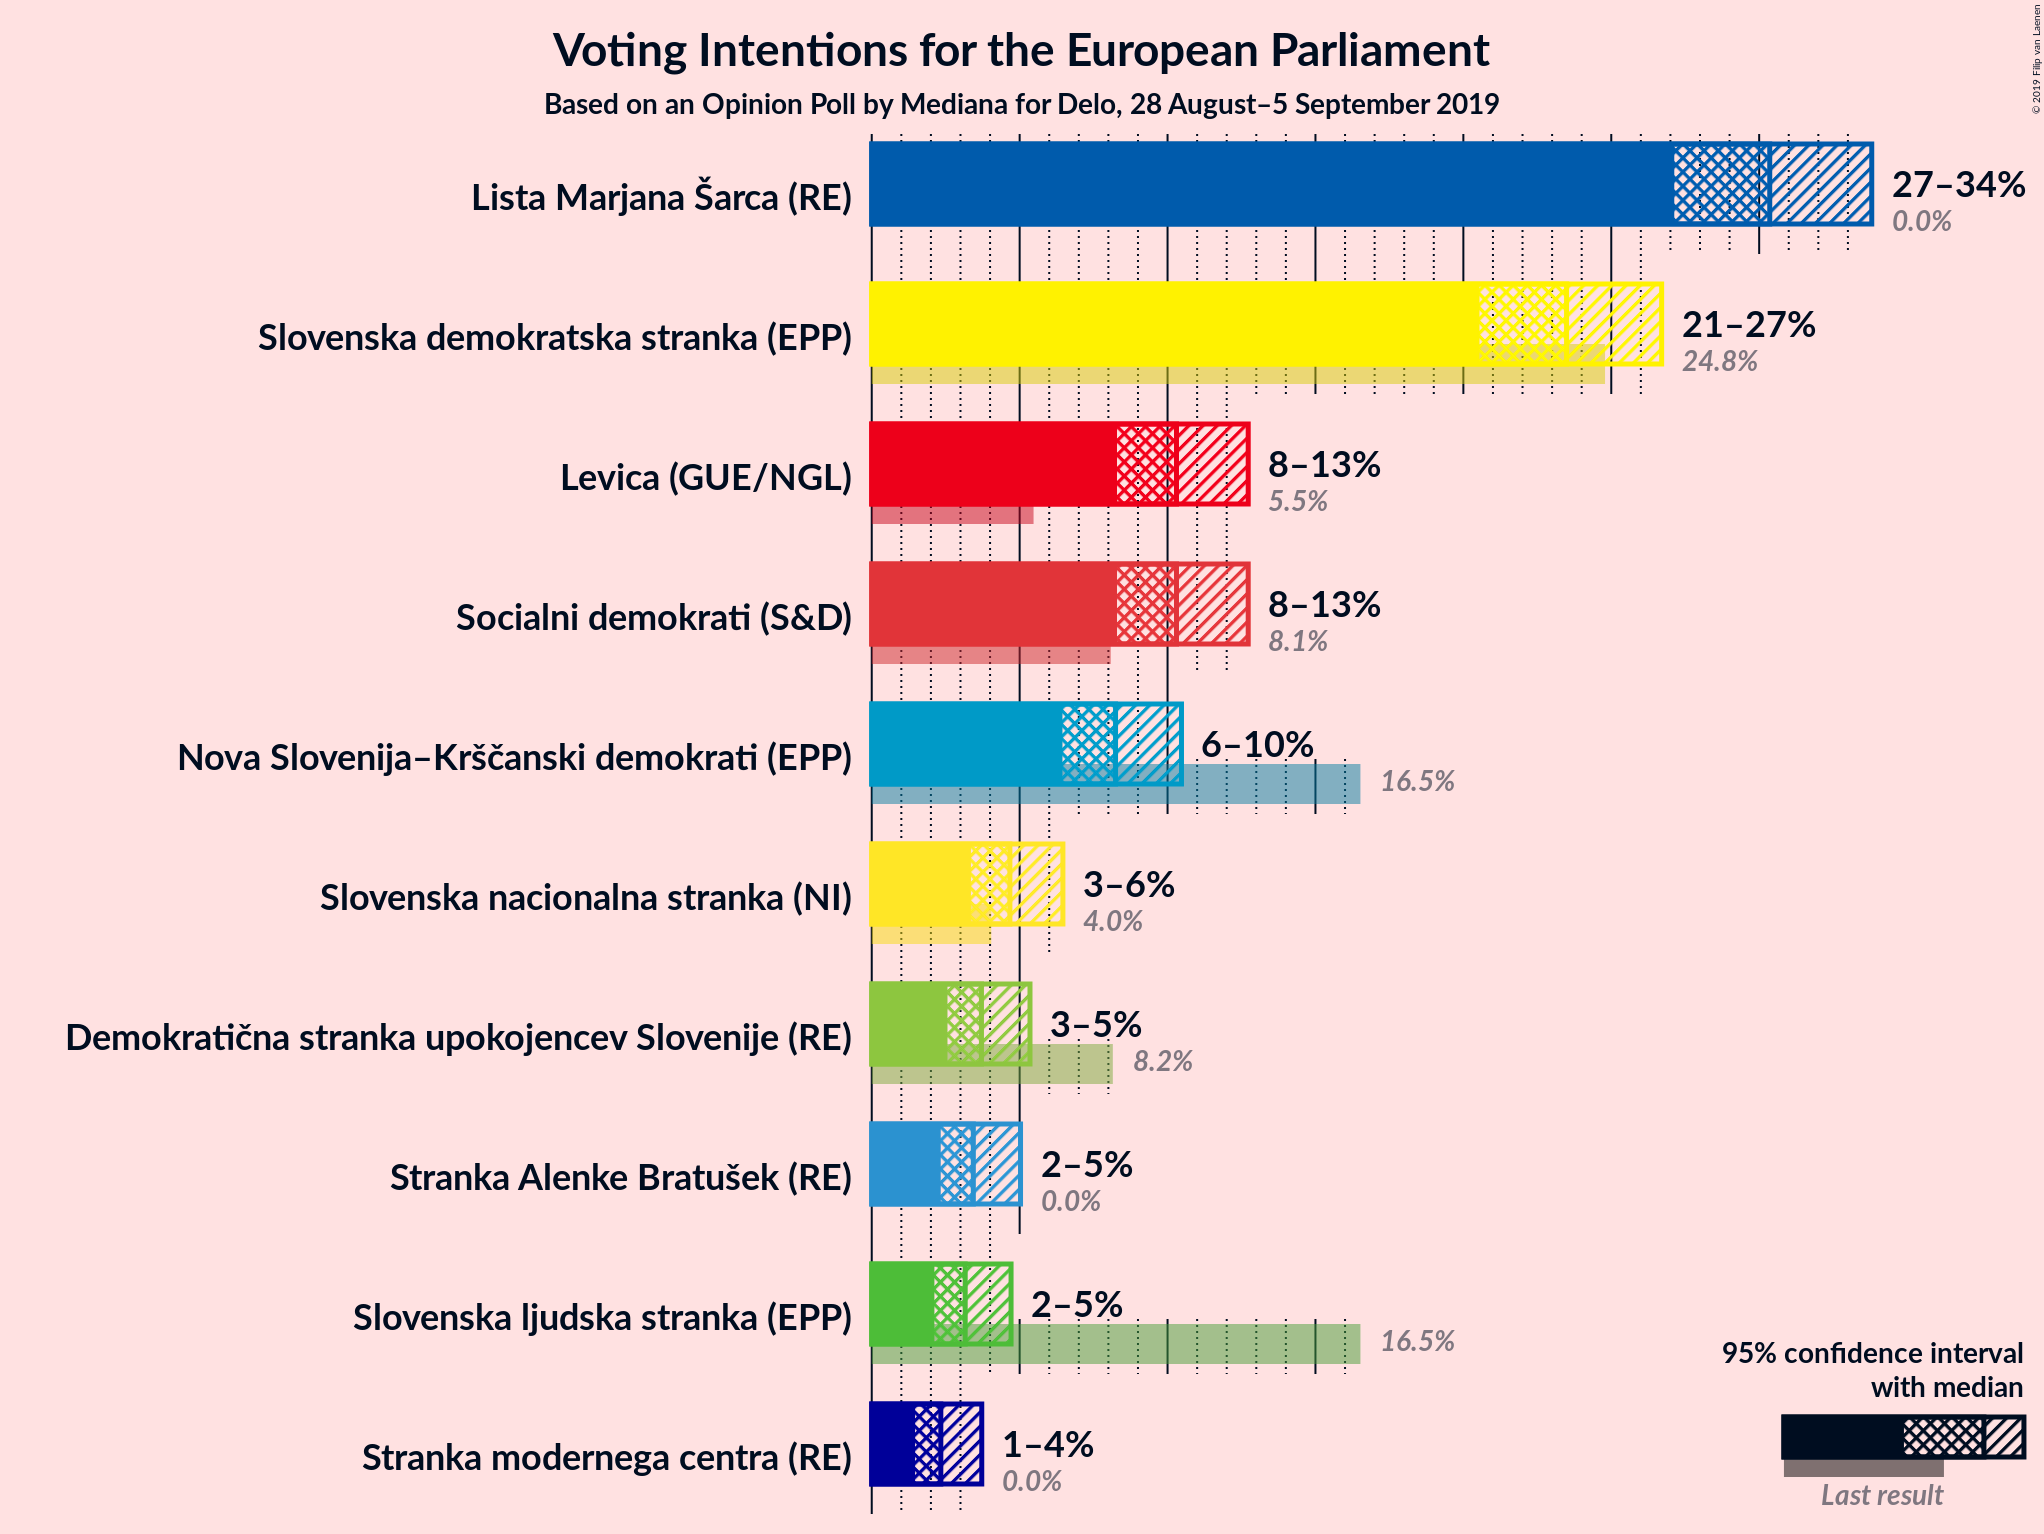 Voting Intentions for the European Parliament
Based on an Opinion Poll by Mediana for Delo, 28 August–5 September 2019
© 2019 Filip van Laenen
Lista Marjana Šarca (RE)
27–34%
0.0%
Slovenska demokratska stranka (EPP)
21–27%
24.8%
Levica (GUE/NGL)
8–13%
5.5%
Socialni demokrati (S&D)
8–13%
8.1%
Nova Slovenija–Krščanski demokrati (EPP)
6–10%
16.5%
Slovenska nacionalna stranka (NI)
3–6%
4.0%
Demokratična stranka upokojencev Slovenije (RE)
3–5%
8.2%
Stranka Alenke Bratušek (RE)
2–5%
0.0%
Slovenska ljudska stranka (EPP)
2–5%
16.5%
Stranka modernega centra (RE)
1–4%
0.0%
95% confidence interval
with median
Last result